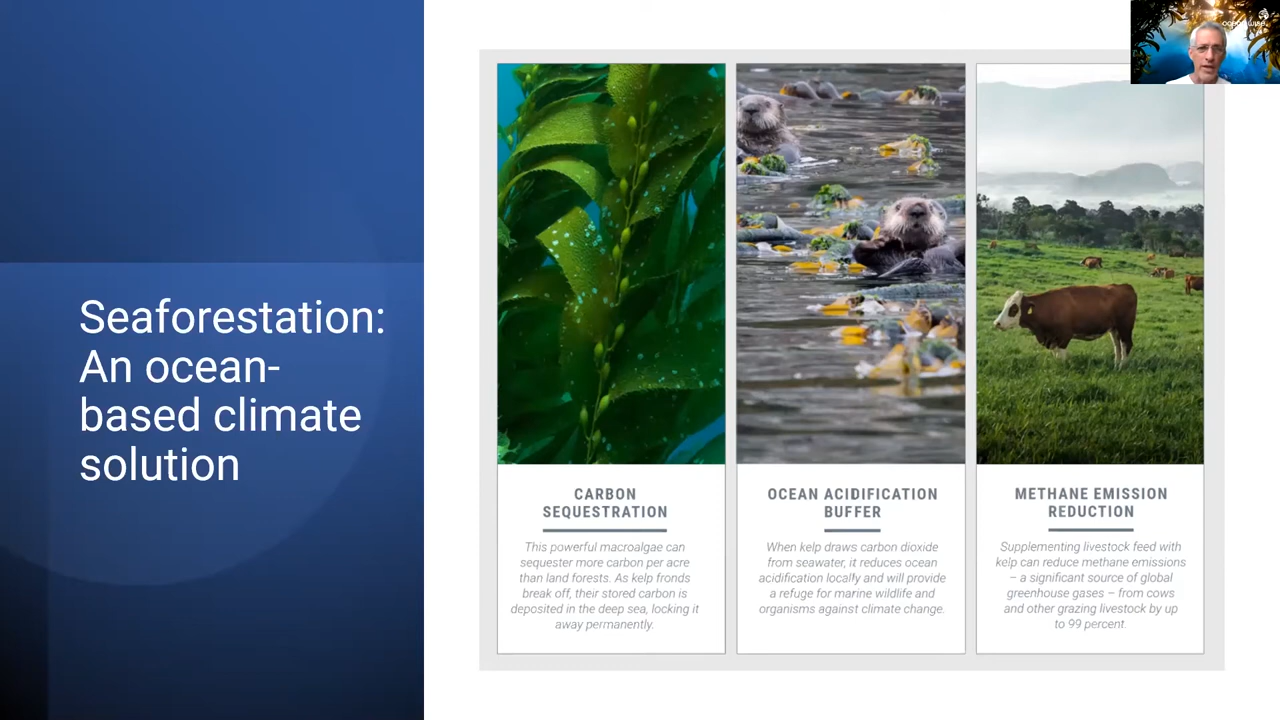 Seaforestation:
An ocean-
based climate
solution
CARBON
SEQUESTRATION
This powerful macroalgae can
sequester more carbon per acre
than land forests. As kelp fronds
break off, their stored carbon is
deposited in the deep sea, locking it
away permanently.
OCEAN ACIDIFICATION
BUFFER
When kelp draws carbon dioxide
from seawater, it reduces ocean
acidification locally and will provide
a refuge for marine wildlife and
organisms against climate change.
METHANE EMISSION
REDUCTION
Supplementing livestock feed with
kelp can reduce methane emissions
– a significant source of global
greenhouse gases – from cows
and other grazing livestock by up
to 99 percent.